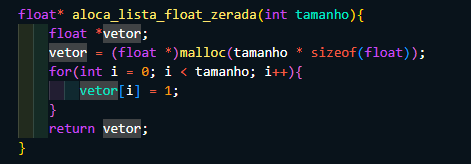 float* aloca_lista_float_zerada(int tamanho){
float *vetor;
vetor = (float *)malloc(tamanho * sizeof(float));
for(int i = 0; i < tamanho; i++){
vetor[i] = 1;
}
return vetor;
}